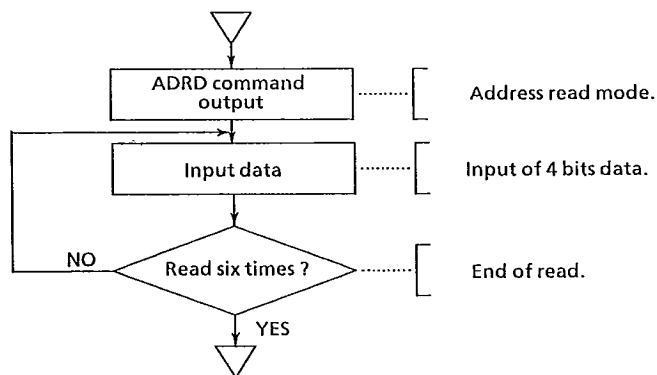 ADRD command
output
Address read mode.
Input data
Input of 4 bits data.
Read six times ?
NO
End of read.
YES